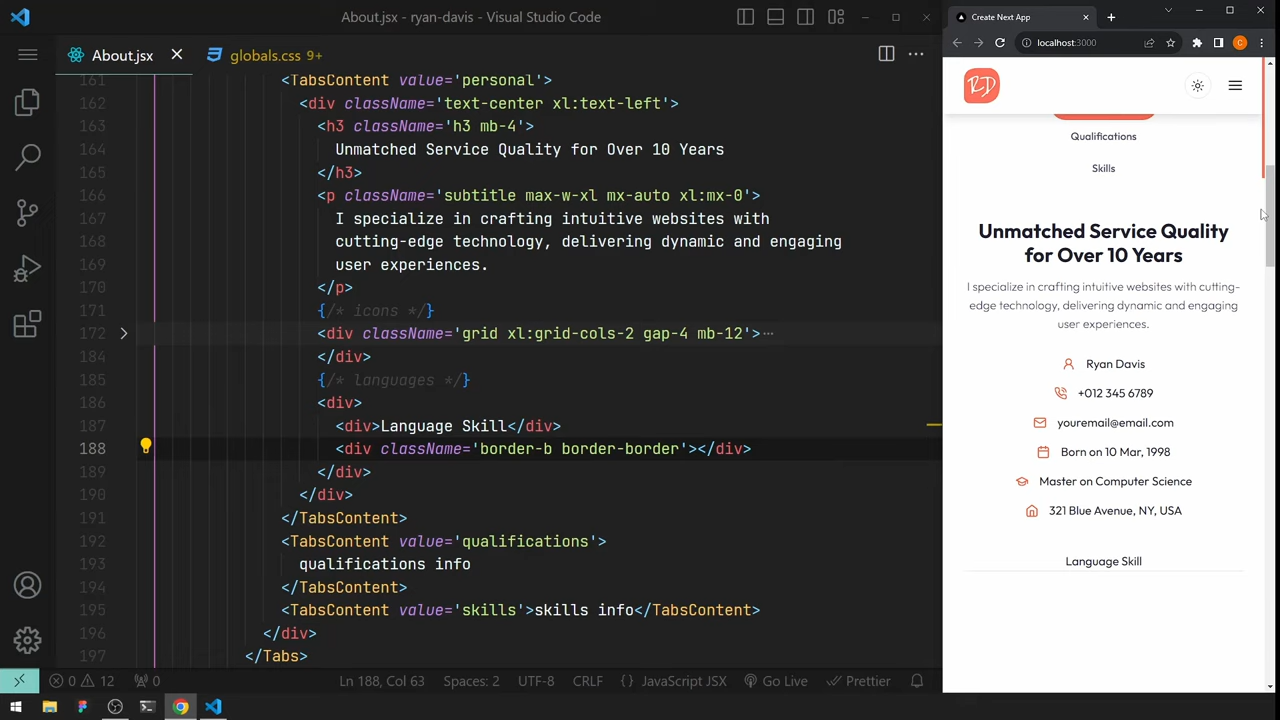 About.jsx - ryan-davis - Visual Studio Code
About.jsx
globals.css 9+
161 <TabsContent value='personal'>
162 <div className='text-center xl:text-left'>
163 <h3 className='h3 mb-4'>
164 Unmatched Service Quality for Over 10 Years
165 </h3>
166 <p className='subtitle max-w-xl mx-auto xl:mx-0'>
167 I specialize in crafting intuitive websites with
168 cutting-edge technology, delivering dynamic and engaging
169 user experiences.
170 </p>
171 {/* icons */}
172 <div className='grid xl:grid-cols-2 gap-4 mb-12'>…
184 </div>
185 {/* languages */}
186 <div>
187 <div>Language Skill</div>
188 <div className='border-b border-border'></div>
189 </div>
190 </div>
191 </TabsContent>
192 <TabsContent value='qualifications'>
193 qualifications info
194 </TabsContent>
195 <TabsContent value='skills'>skills info</TabsContent>
196 </div>
197 </Tabs>
0 12 0 Ln 188, Col 63 Spaces: 2 UTF-8 CRLF {} JavaScript JSX Go Live Prettier
Create Next App
localhost:3000
C
RD
Qualifications
Skills
Unmatched Service Quality
for Over 10 Years
I specialize in crafting intuitive websites with cutting-
edge technology, delivering dynamic and engaging
user experiences.
Ryan Davis
+012 345 6789
youremail@email.com
Born on 10 Mar, 1998
Master on Computer Science
321 Blue Avenue, NY, USA
Language Skill